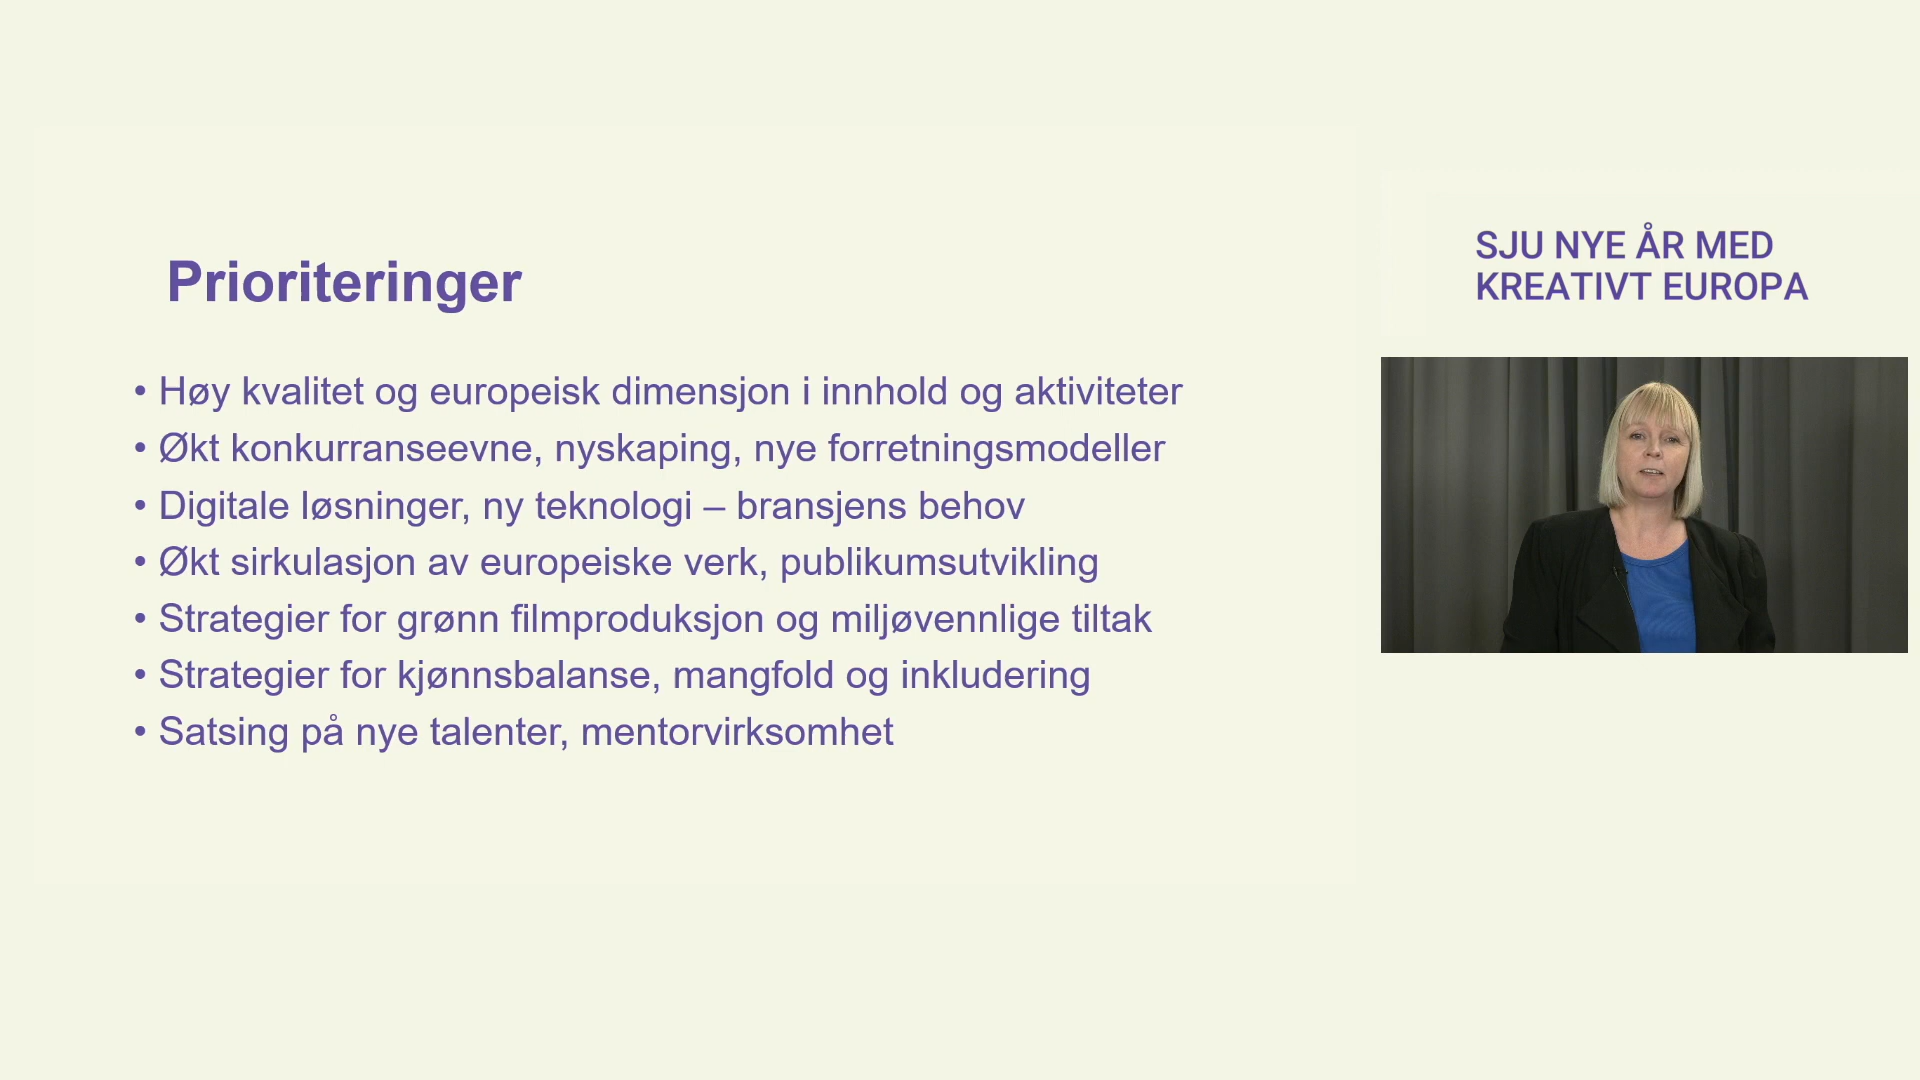 Prioriteringer
• Høy kvalitet og europeisk dimensjon i innhold og aktiviteter
• Økt konkurranseevne, nyskaping, nye forretningsmodeller
• Digitale løsninger, ny teknologi – bransjens behov
• Økt sirkulasjon av europeiske verk, publikumsutvikling
• Strategier for grønn filmproduksjon og miljøvennlige tiltak
• Strategier for kjønnsbalanse, mangfold og inkludering
• Satsing på nye talenter, mentorvirksomhet
SJU NYE ÅR MED
KREATIVT EUROPA